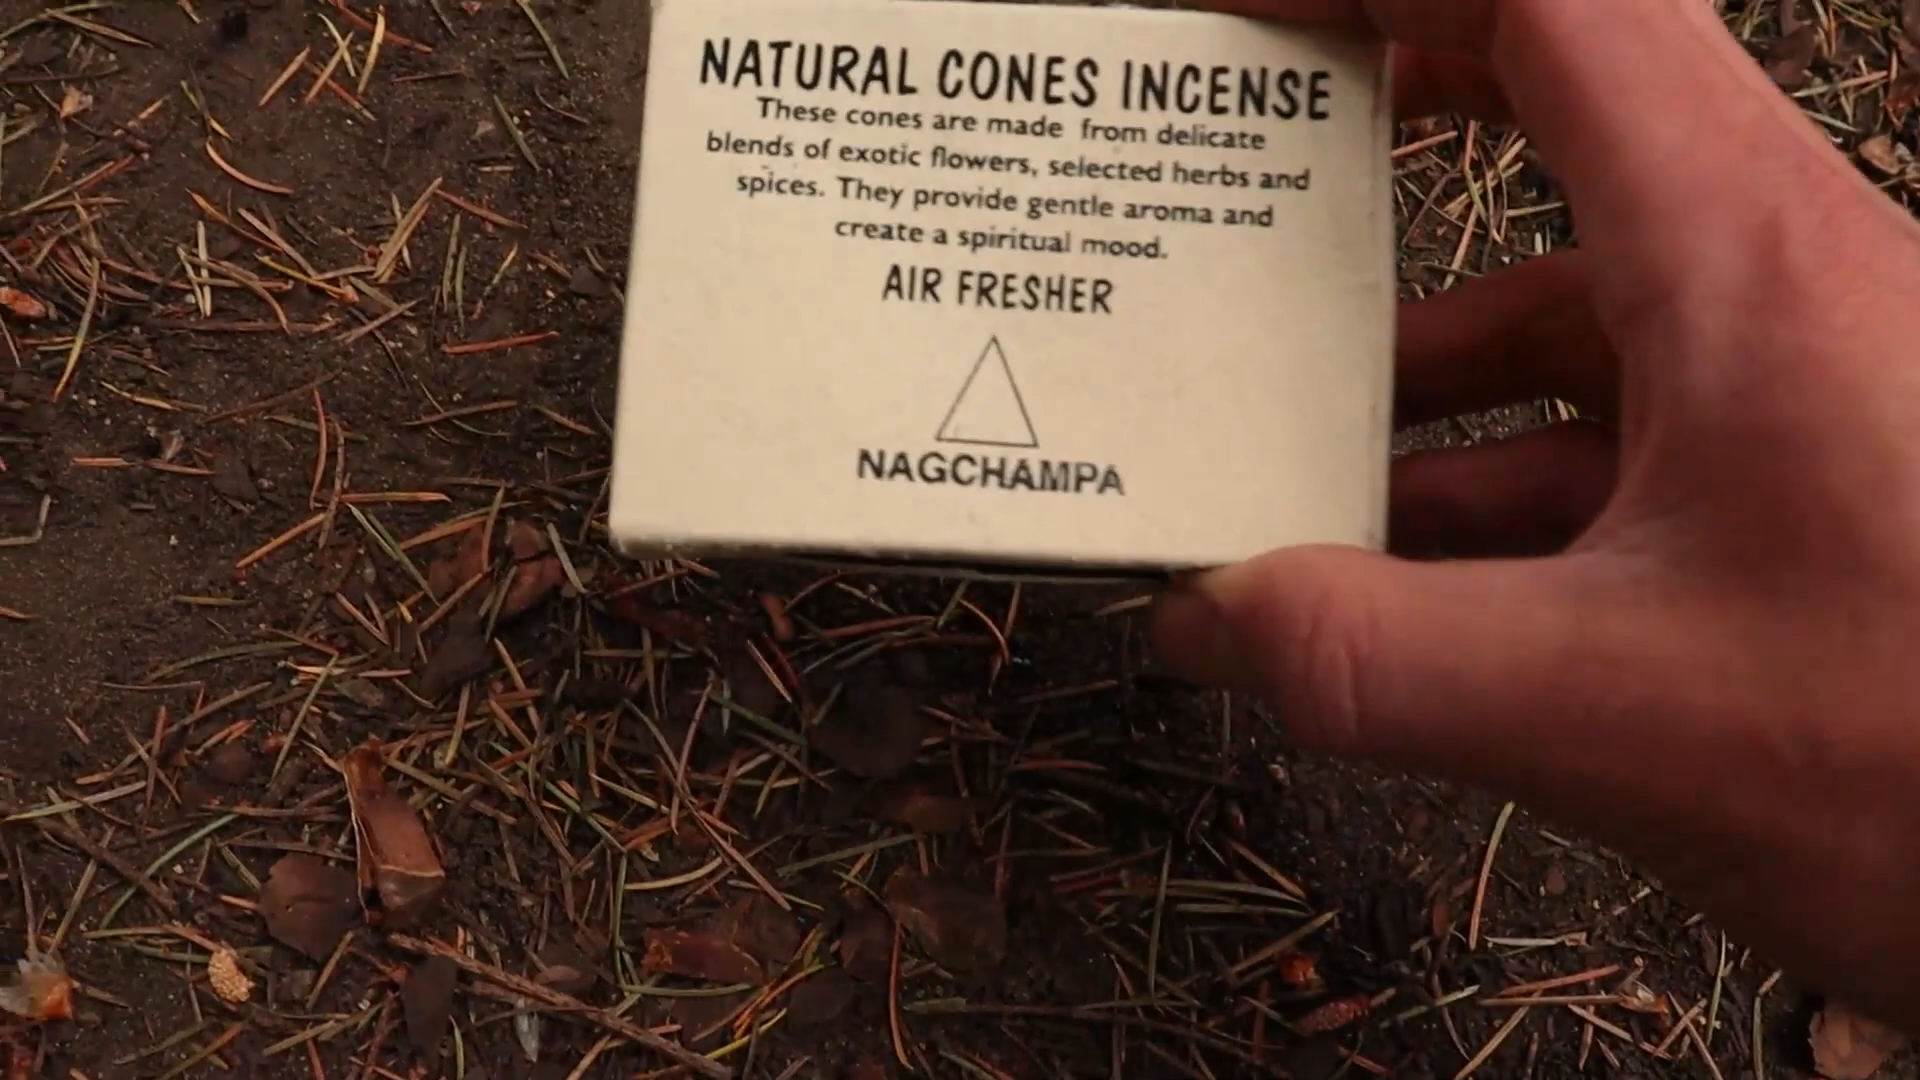 NATURAL CONES INCENSE
These cones are made from delicate
blends of exotic flowers, selected herbs and
spices. They provide gentle aroma and
create a spiritual mood.
AIR FRESHER
NAGCHAMPA